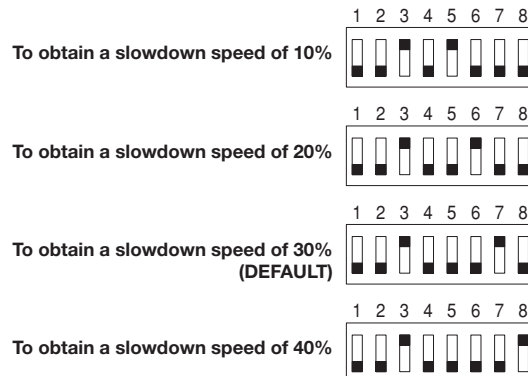 1 2 3 4 5 6 7 8
To obtain a slowdown speed of 10%
1 2 3 4 5 6 7 8
To obtain a slowdown speed of 20%
1 2 3 4 5 6 7 8
To obtain a slowdown speed of 30%
(DEFAULT)
1 2 3 4 5 6 7 8
To obtain a slowdown speed of 40%